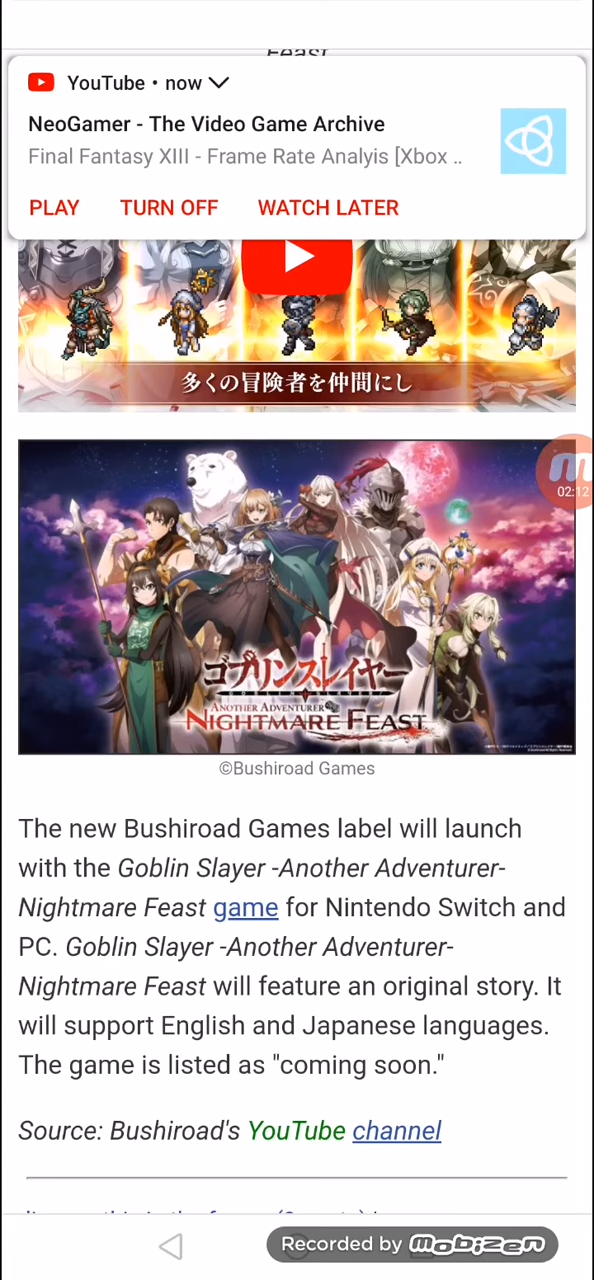 Feast
YouTube • now
NeoGamer - The Video Game Archive
Final Fantasy XIII - Frame Rate Analyis [Xbox ..
PLAY TURN OFF WATCH LATER
多くの冒険者を仲間にし
02:12
ゴブリンスレイヤー
GOBLIN SLAYER
ANOTHER ADVENTURER
NIGHTMARE FEAST
©Bushiroad Games
The new Bushiroad Games label will launch
with the Goblin Slayer -Another Adventurer-
Nightmare Feast game for Nintendo Switch and
PC. Goblin Slayer -Another Adventurer-
Nightmare Feast will feature an original story. It
will support English and Japanese languages.
The game is listed as "coming soon."
Source: Bushiroad's YouTube channel
Recorded by mobizen